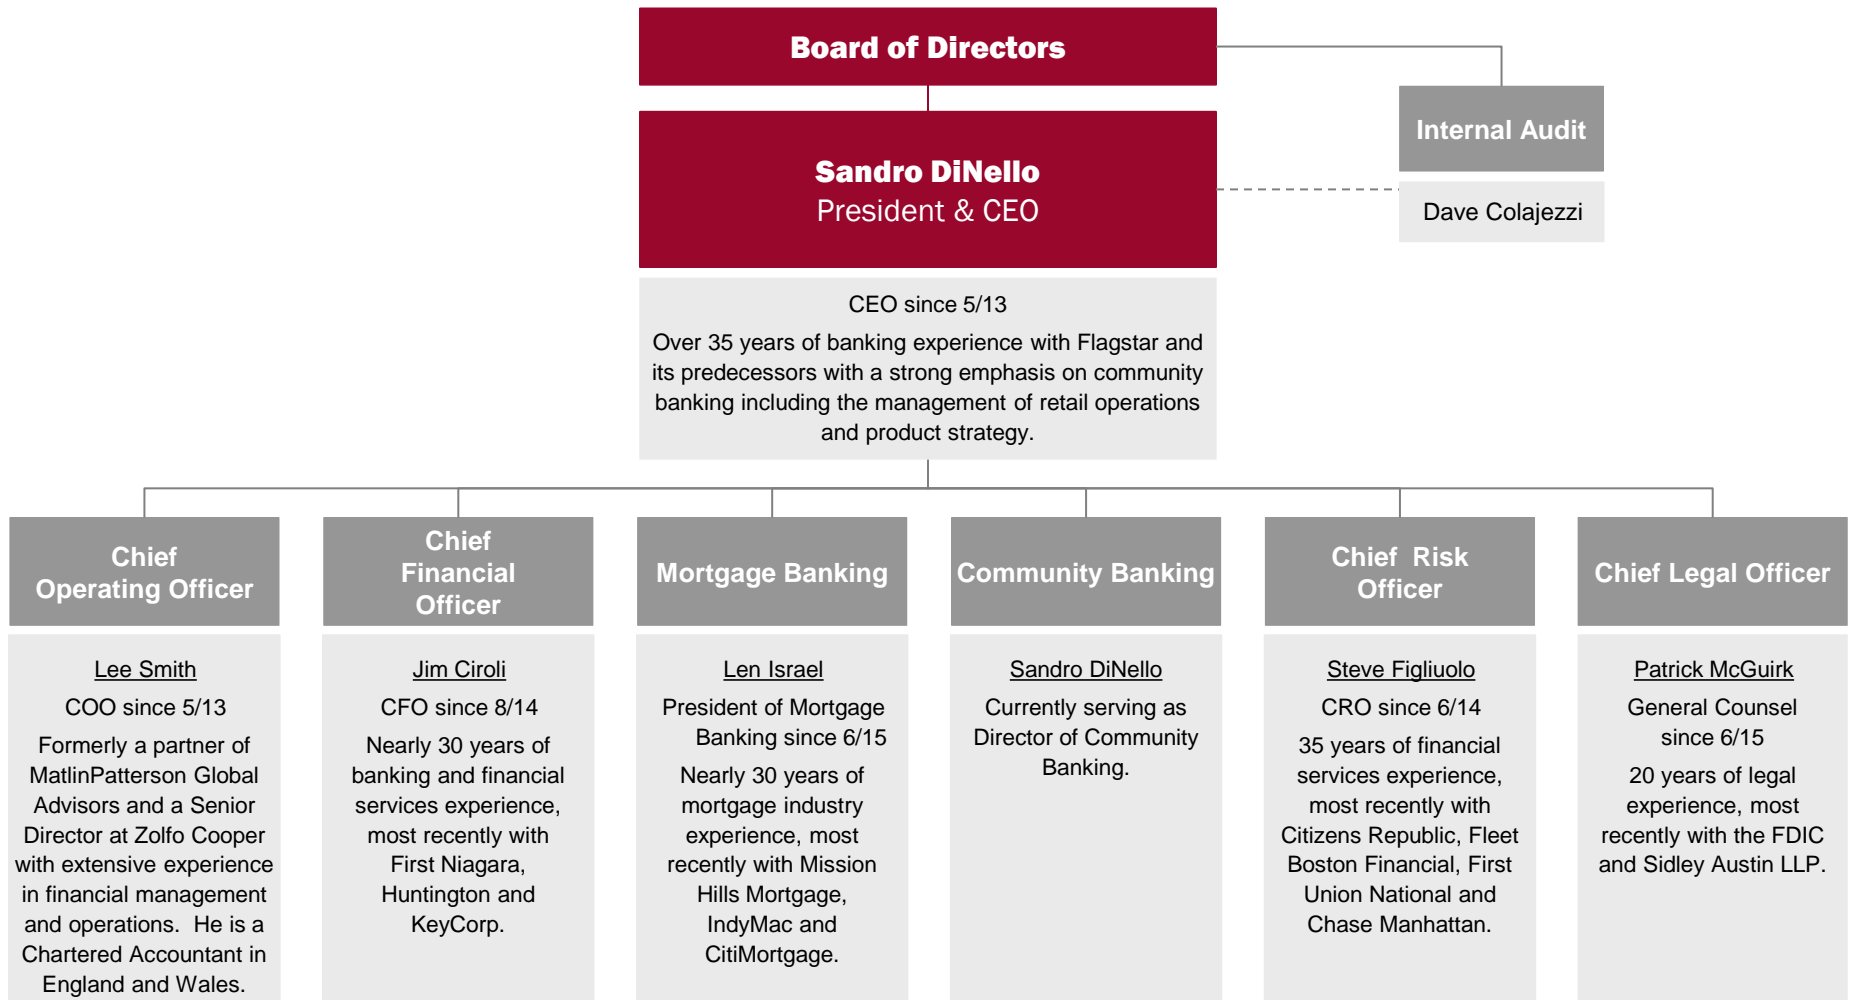 Board of Directors
Internal Audit
Dave Colajezzi
Sandro DiNello
President & CEO
CEO since 5/13
Over 35 years of banking experience with Flagstar and
its predecessors with a strong emphasis on community
banking including the management of retail operations
and product strategy.
Chief
Operating Officer
Lee Smith
COO since 5/13
Formerly a partner of
MatlinPatterson Global
Advisors and a Senior
Director at Zolfo Cooper
with extensive experience
in financial management
and operations.  He is a
Chartered Accountant in
England and Wales.
Chief
Financial
Officer
Jim Ciroli
CFO since 8/14
Nearly 30 years of
banking and financial
services experience,
most recently with
First Niagara,
Huntington and
KeyCorp.
Mortgage Banking
Len Israel
President of Mortgage
Banking since 6/15
Nearly 30 years of
mortgage industry
experience, most
recently with Mission
Hills Mortgage,
IndyMac and
CitiMortgage.
Community Banking
Sandro DiNello
Currently serving as
Director of Community
Banking.
Chief  Risk
Officer
Steve Figliuolo
CRO since 6/14
35 years of financial
services experience,
most recently with
Citizens Republic, Fleet
Boston Financial, First
Union National and
Chase Manhattan.
Chief Legal Officer
Patrick McGuirk
General Counsel
since 6/15
20 years of legal
experience, most
recently with the FDIC
and Sidley Austin LLP.